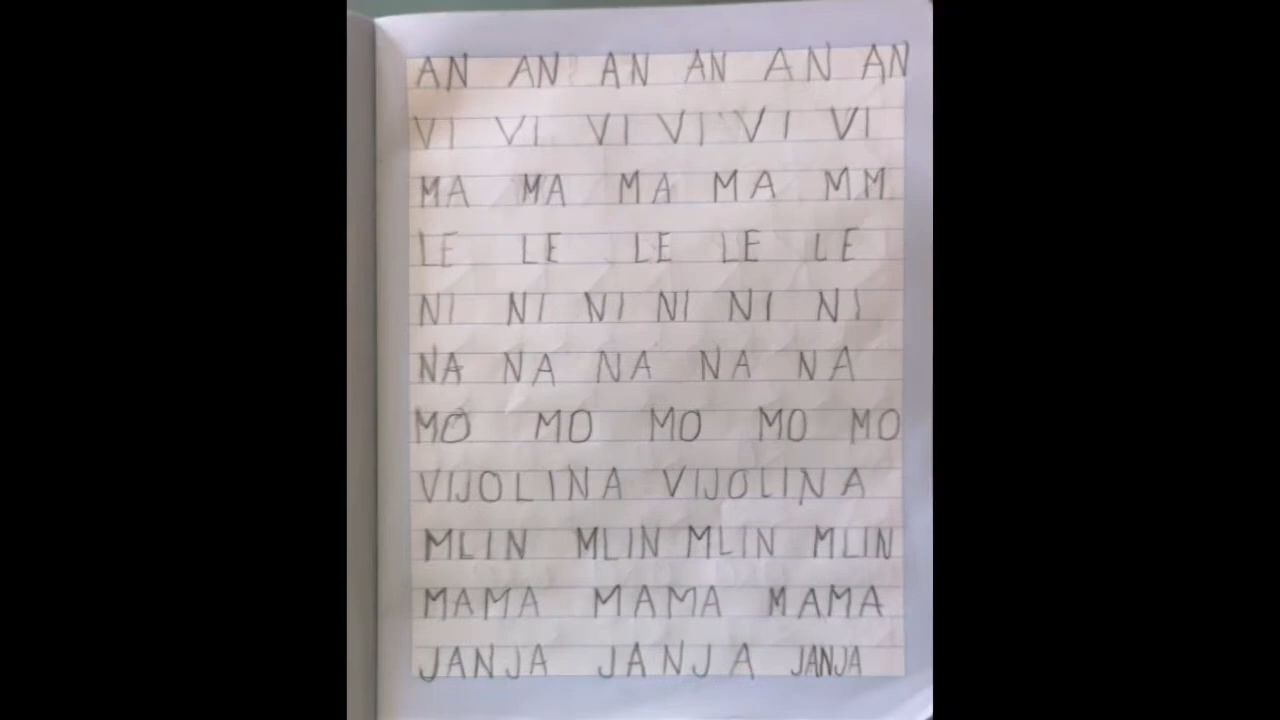 AN AN AN AN AN AN
VI VI VI VI VI VI
MA MA MA MA MM
LE LE LE LE LE
NI NI NI NI NI NI
NA NA NA NA NA
MO MO MO MO MO
VIJOLINA VIJOLINA
MLIN MLIN MLIN MLIN
MAMA MAMA MAMA
JANJA JANJA JANJA